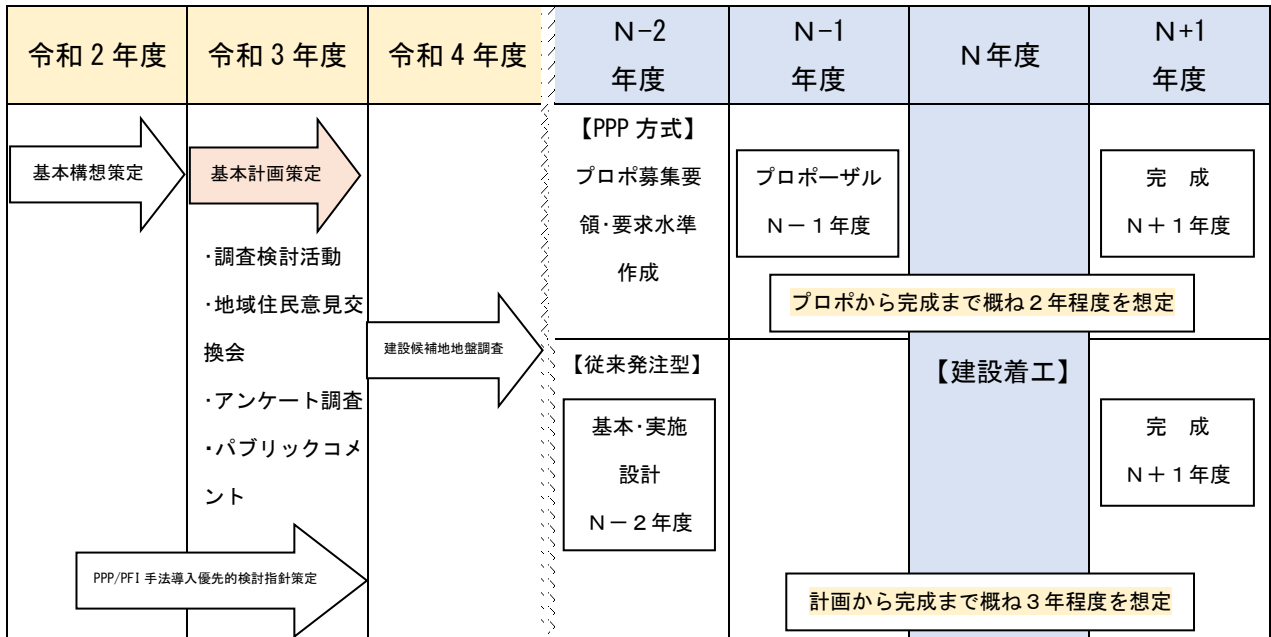 令和2年度
令和3年度
令和4年度
N-2
年度
N-1
年度
N年度
N+1
年度
基本構想策定
基本計画策定
・調査検討活動
・地域住民意見交
換会
・アンケート調査
・パブリックコメ
ント
PPP/PFI 手法導入優先的検討指針策定
建設候補地地盤調査
【PPP 方式】
プロポ募集要
領・要求水準
作成
プロポーザル
N－1年度
完 成
N＋1年度
プロポから完成まで概ね2年程度を想定
【従来発注型】
基本・実施
設計
N－2年度
【建設着工】
完 成
N＋1年度
計画から完成まで概ね3年程度を想定